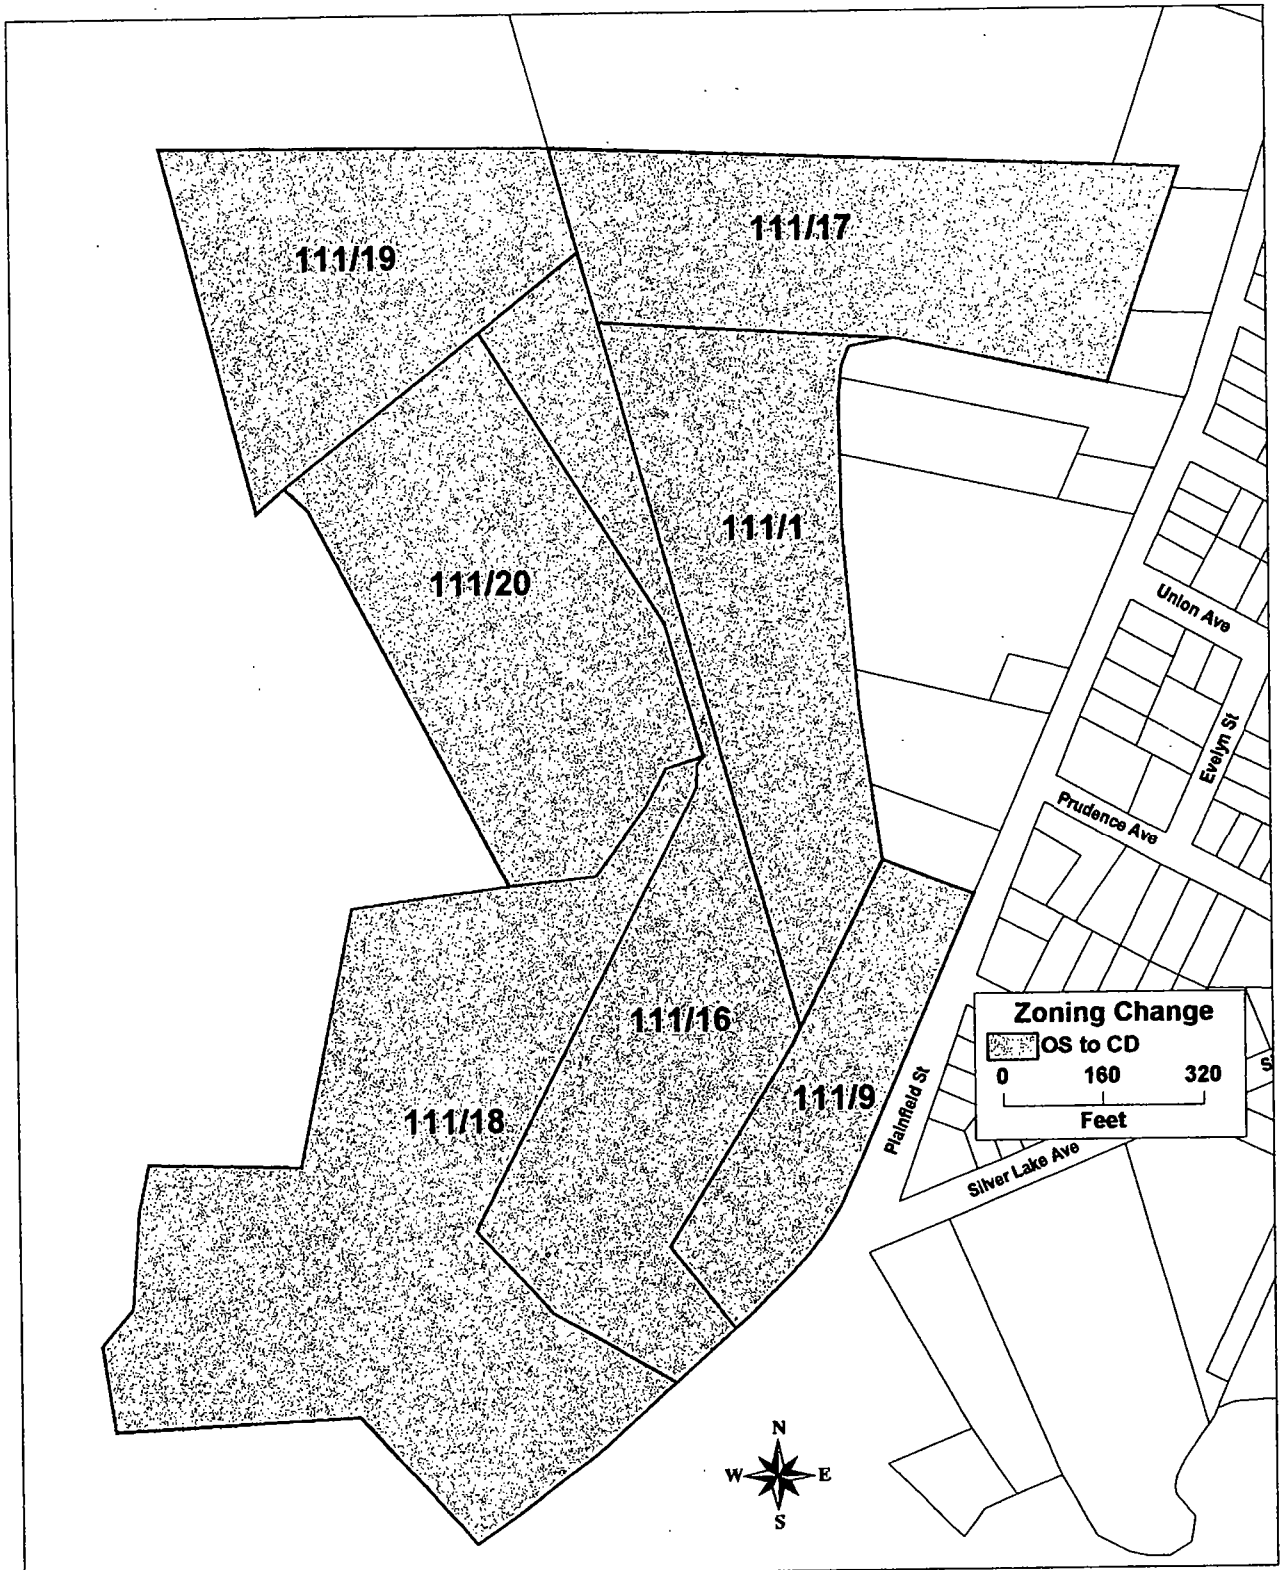 111/17
111/19
111/1
111/20
Union Ave
Evelyn St
Prudence Ave
Zoning Change
OS to CD
0 160 320
Feet
S
111/16
111/9
111/18
Plainfield St
Silver Lake Ave
N
W E
S